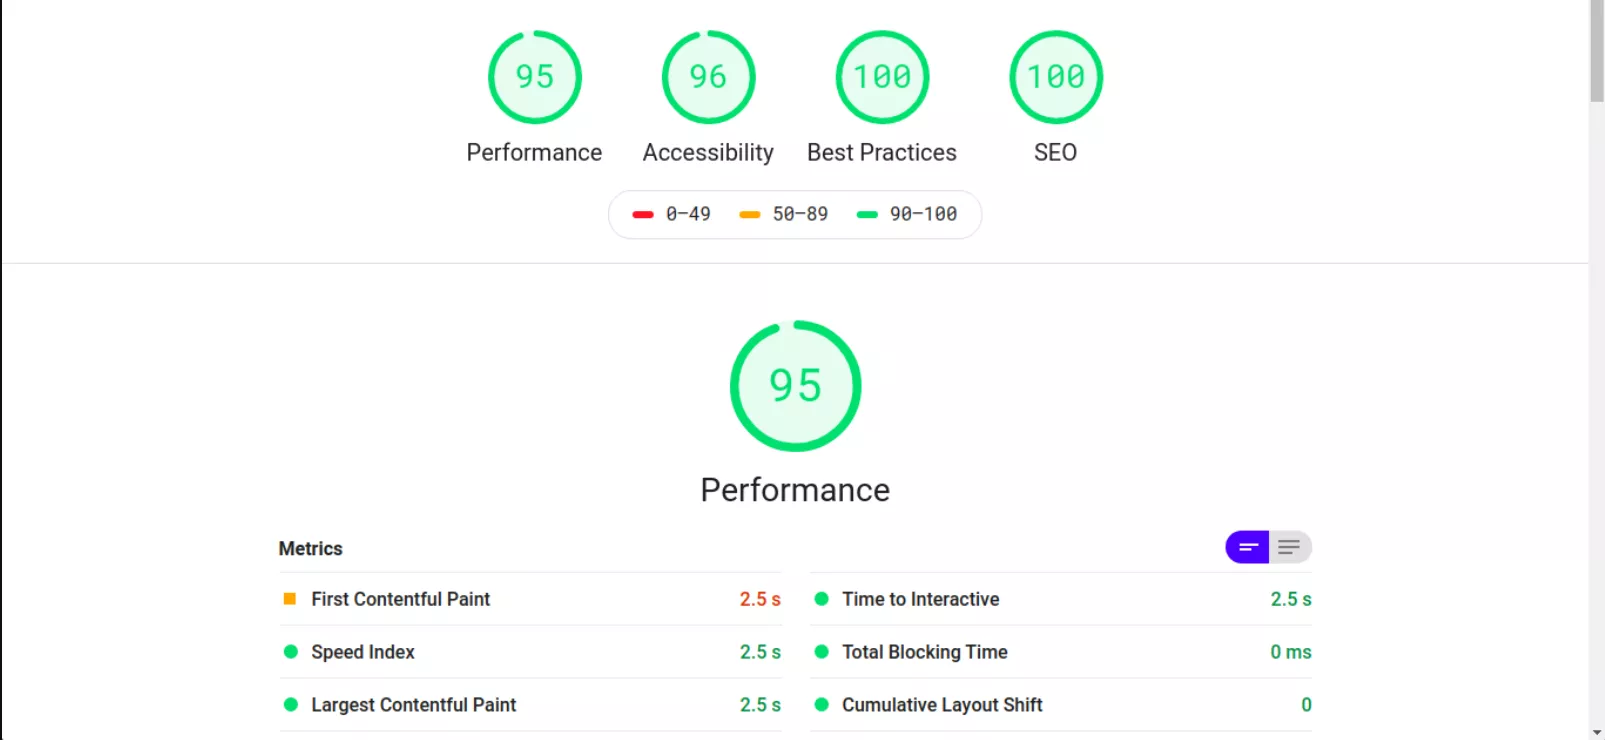 95 96 100 100
Performance Accessibility Best Practices SEO
0–49 50–89 90–100
95
Performance
Metrics
First Contentful Paint 2.5 s
Time to Interactive 2.5 s
Speed Index 2.5 s
Total Blocking Time 0 ms
Largest Contentful Paint 2.5 s
Cumulative Layout Shift 0